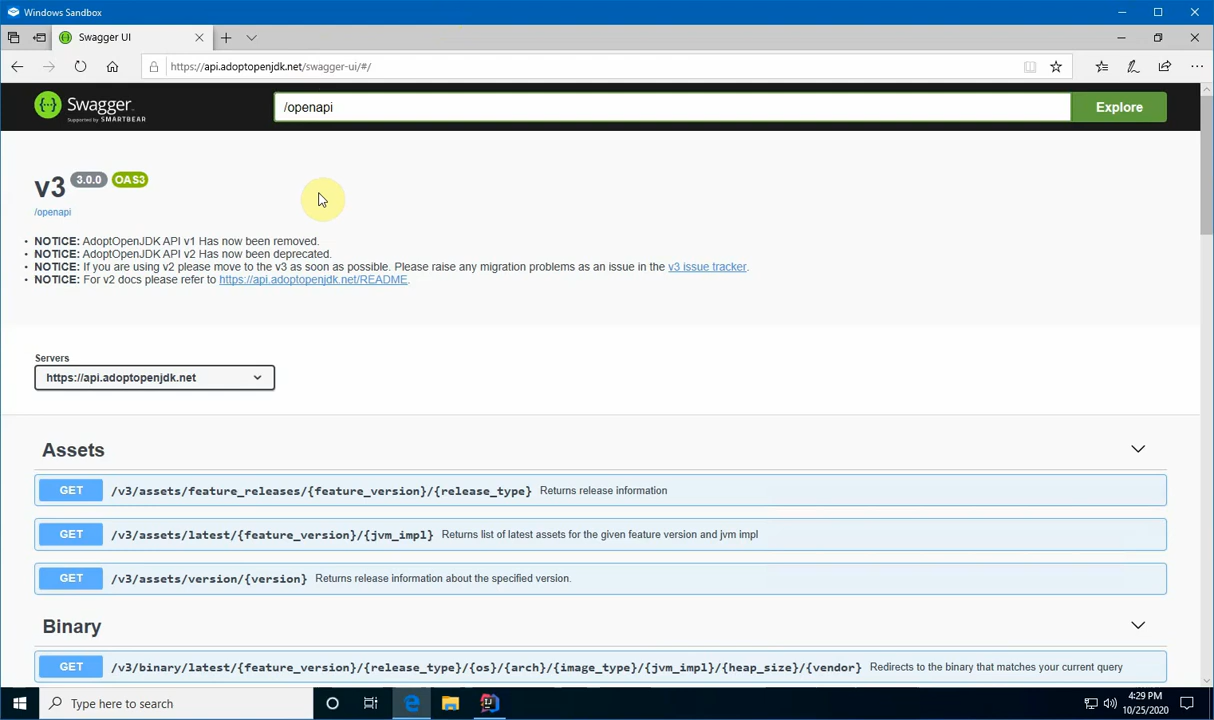 Windows Sandbox
Swagger UI
https://api.adoptopenjdk.net/swagger-ui/#/
Swagger
Supported by SMARTBEAR
/openapi
Explore
v3 3.0.0 OAS3
/openapi
NOTICE: AdoptOpenJDK API v1 Has now been removed.
NOTICE: AdoptOpenJDK API v2 Has now been deprecated.
NOTICE: If you are using v2 please move to the v3 as soon as possible. Please raise any migration problems as an issue in the v3 issue tracker.
NOTICE: For v2 docs please refer to https://api.adoptopenjdk.net/README.
Servers
https://api.adoptopenjdk.net
Assets
GET /v3/assets/feature_releases/{feature_version}/{release_type} Returns release information
GET /v3/assets/latest/{feature_version}/{jvm_impl} Returns list of latest assets for the given feature version and jvm impl
GET /v3/assets/version/{version} Returns release information about the specified version.
Binary
GET /v3/binary/latest/{feature_version}/{release_type}/{os}/{arch}/{image_type}/{jvm_impl}/{heap_size}/{vendor} Redirects to the binary that matches your current query
Type here to search
4:29 PM
10/25/2020